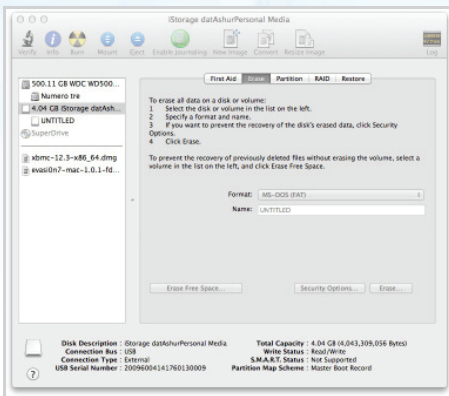 iStorage datAshurPersonal Media
Verify Info Burn Mount Eject Enable Journaling New Image Convert Resize Image Log
First Aid Erase Partition RAID Restore
500.11 GB WDC WD500...
Numero tre
4.04 GB iStorage datAsh...
UNTITLED
SuperDrive
xbmc-12.3-x86_64.dmg
evasi0n7-mac-1.0.1-fd...
To erase all data on a disk or volume:
1 Select the disk or volume in the list on the left.
2 Specify a format and name.
3 If you want to prevent the recovery of the disk's erased data, click Security
Options.
4 Click Erase.
To prevent the recovery of previously deleted files without erasing the volume, select a
volume in the list on the left, and click Erase Free Space.
Format: MS-DOS (FAT)
Name: UNTITLED
Erase Free Space... Security Options... Erase...
Disk Description : iStorage datAshurPersonal Media Total Capacity : 4.04 GB (4,043,309,056 Bytes)
Connection Bus : USB Write Status : Read/Write
Connection Type : External S.M.A.R.T. Status : Not Supported
USB Serial Number : 20096004141760130009 Partition Map Scheme : Master Boot Record
?